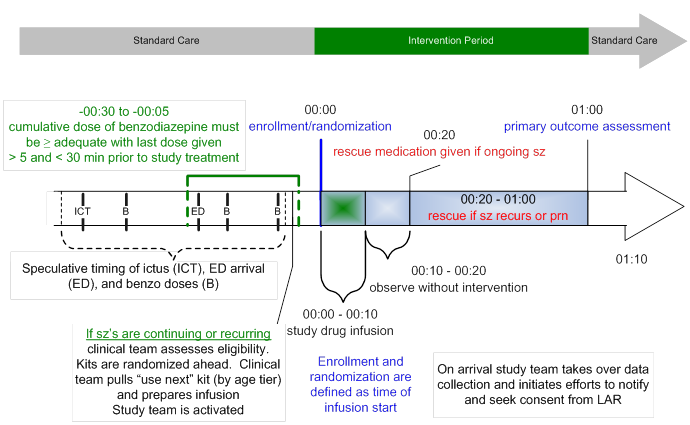 Standard Care
Intervention Period
Standard Care
-00:30 to -00:05
cumulative dose of benzodiazepine must
be ≥ adequate with last dose given
> 5 and < 30 min prior to study treatment
00:00
enrollment/randomization
01:00
primary outcome assessment
00:20
rescue medication given if ongoing sz
ICT
B
ED
B
B
00:20 - 01:00
rescue if sz recurs or prn
01:10
Speculative timing of ictus (ICT), ED arrival
(ED), and benzo doses (B)
00:10 - 00:20
observe without intervention
00:00 - 00:10
study drug infusion
If sz's are continuing or recurring
clinical team assesses eligibility.
Kits are randomized ahead. Clinical
team pulls “use next” kit (by age tier)
and prepares infusion
Study team is activated
Enrollment and
randomization are
defined as time of
infusion start
On arrival study team takes over data
collection and initiates efforts to notify
and seek consent from LAR